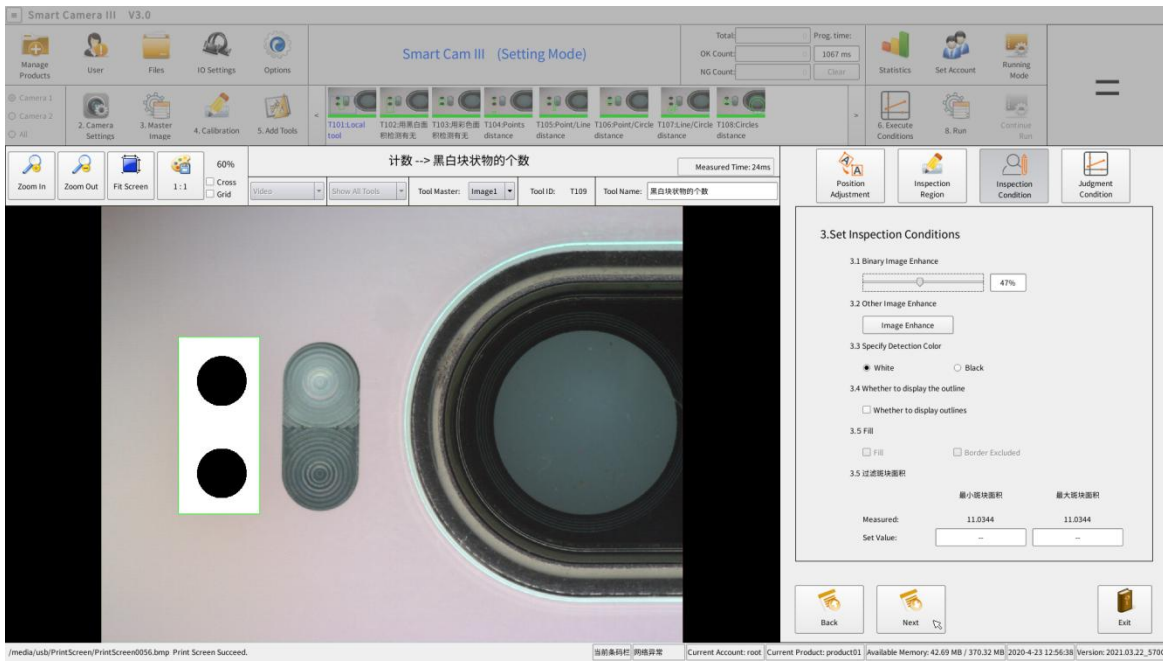 Smart Camera III V3.0
Manage Products
User
Files
IO Settings
Options
Smart Cam III (Setting Mode)
Total:
0
OK Count:
0
NG Count:
0
Prog. time:
1067 ms
Clear
Statistics
Set Account
Running Mode
Camera 1
Camera 2
All
2. Camera Settings
3. Master Image
4. Calibration
5. Add Tools
<
T101:Local tool
T102:用黑白面积检测有无
T103:用彩色面积检测有无
T104:Points distance
T105:Point/Line distance
T106:Point/Circle distance
T107:Line/Circle distance
T108:Circles distance
>
6. Execute Conditions
8. Run
Continue Run
Zoom In
Zoom Out
Fit Screen
1:1
60%
Cross
Grid
计数 --> 黑白块状物的个数
Measured Time: 24ms
Video
Show All Tools
Tool Master:
Image1
Tool ID:
T109
Tool Name:
黑白块状物的个数
Position Adjustment
Inspection Region
Inspection Condition
Judgment Condition
3.Set Inspection Conditions
3.1 Binary Image Enhance
47%
3.2 Other Image Enhance
Image Enhance
3.3 Specify Detection Color
White
Black
3.4 Whether to display the outline
Whether to display outlines
3.5 Fill
Fill
Border Excluded
3.5 过滤斑块面积
最小斑块面积
最大斑块面积
Measured:
11.0344
11.0344
Set Value:
--
--
Back
Next
Exit
/media/usb/PrintScreen/PrintScreen0056.bmp Print Screen Succeed.
当前条码栏
网络异常
Current Account: root
Current Product: product01
Available Memory: 42.69 MB / 370.32 MB
2020-4-23 12:56:38
Version: 2021.03.22_570